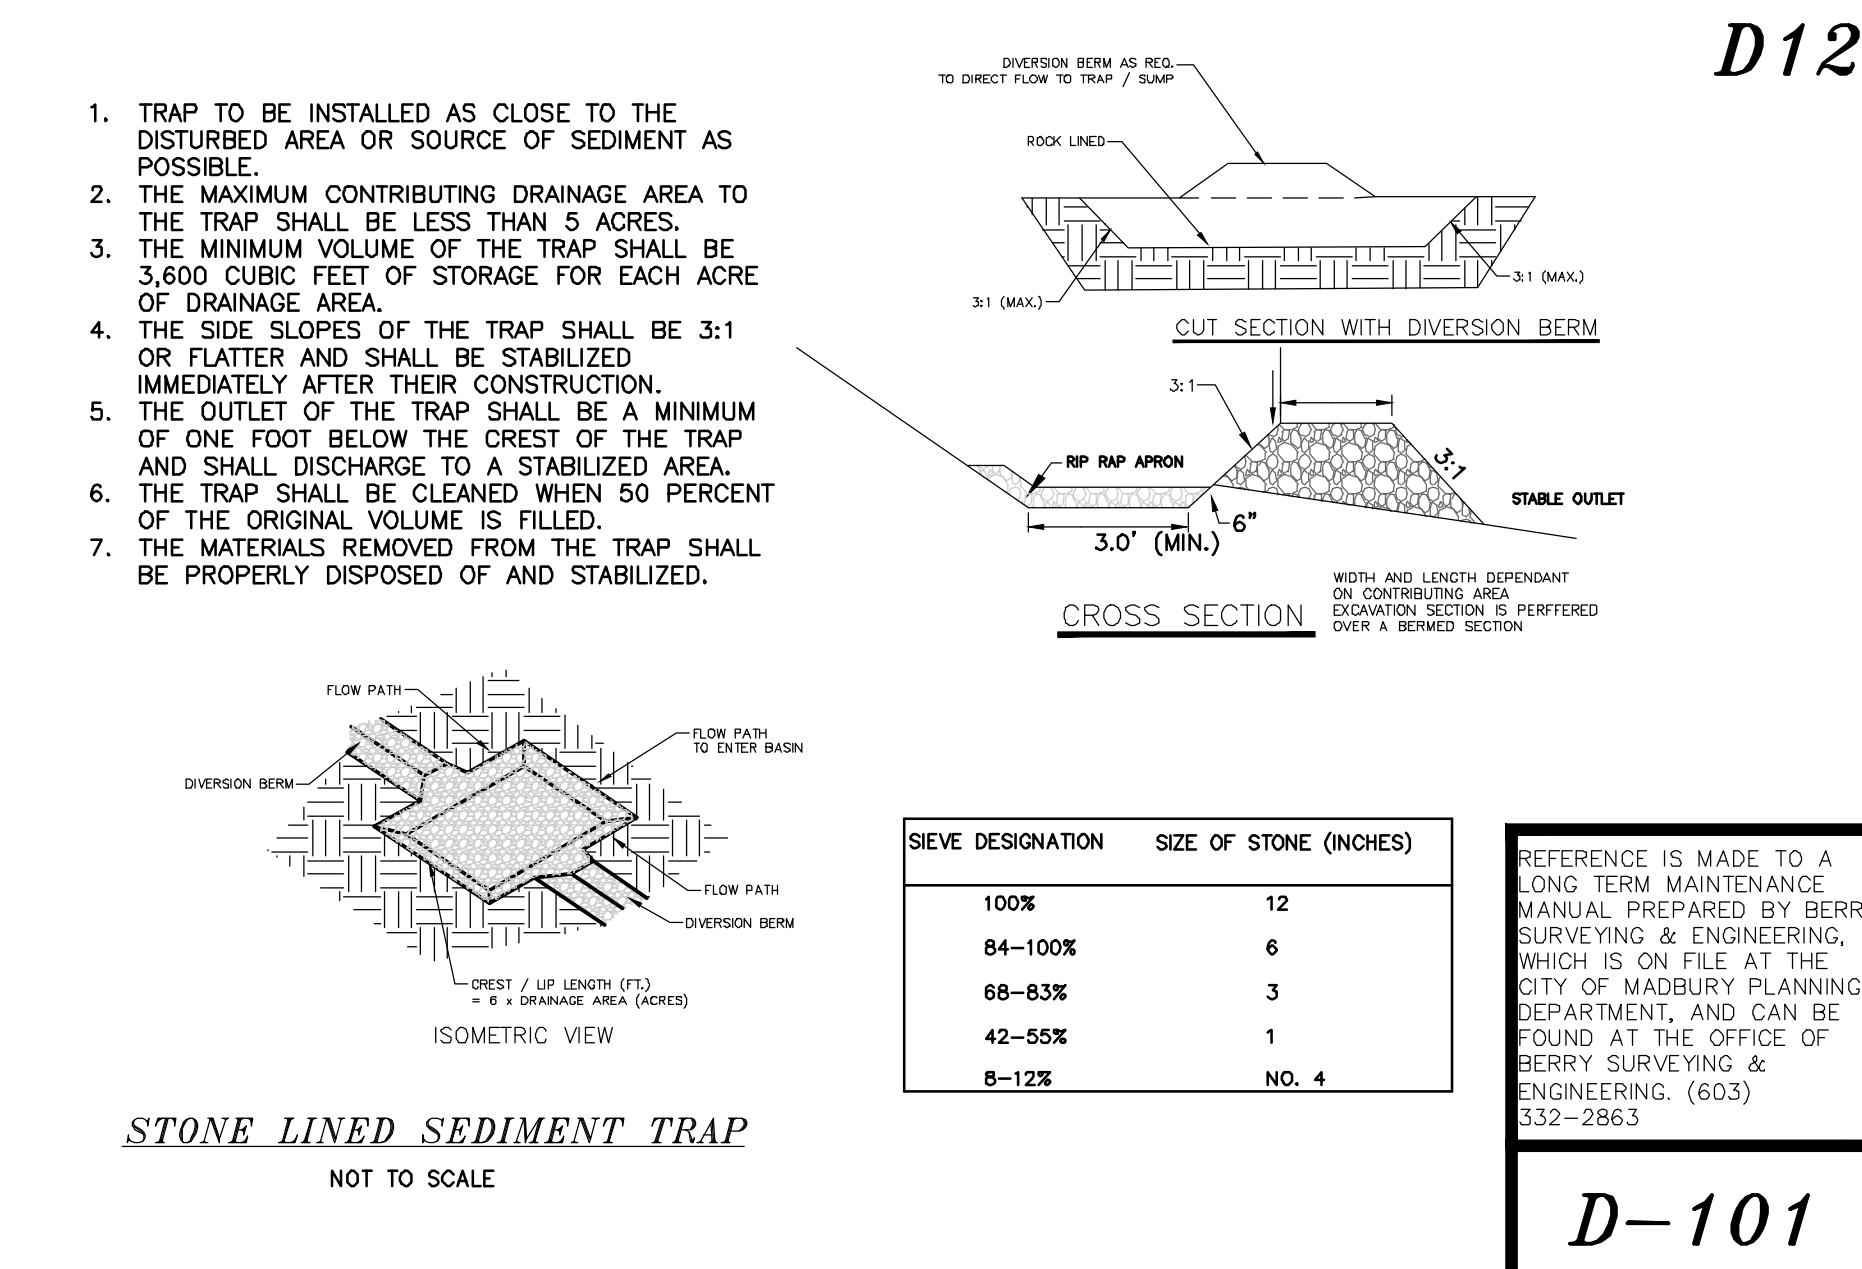 D12
1. TRAP TO BE INSTALLED AS CLOSE TO THE
DISTURBED AREA OR SOURCE OF SEDIMENT AS
POSSIBLE.
2. THE MAXIMUM CONTRIBUTING DRAINAGE AREA TO
THE TRAP SHALL BE LESS THAN 5 ACRES.
3. THE MINIMUM VOLUME OF THE TRAP SHALL BE
3,600 CUBIC FEET OF STORAGE FOR EACH ACRE
OF DRAINAGE AREA.
4. THE SIDE SLOPES OF THE TRAP SHALL BE 3:1
OR FLATTER AND SHALL BE STABILIZED
IMMEDIATELY AFTER THEIR CONSTRUCTION.
5. THE OUTLET OF THE TRAP SHALL BE A MINIMUM
OF ONE FOOT BELOW THE CREST OF THE TRAP
AND SHALL DISCHARGE TO A STABILIZED AREA.
6. THE TRAP SHALL BE CLEANED WHEN 50 PERCENT
OF THE ORIGINAL VOLUME IS FILLED.
7. THE MATERIALS REMOVED FROM THE TRAP SHALL
BE PROPERLY DISPOSED OF AND STABILIZED.
DIVERSION BERM AS REQ.
TO DIRECT FLOW TO TRAP / SUMP
ROCK LINED
3:1 (MAX.)
3:1 (MAX.)
CUT SECTION WITH DIVERSION BERM
3:1
RIP RAP APRON
3:1
STABLE OUTLET
6"
3.0' (MIN.)
CROSS SECTION
WIDTH AND LENGTH DEPENDANT
ON CONTRIBUTING AREA
EXCAVATION SECTION IS PERFFERED
OVER A BERMED SECTION
FLOW PATH
FLOW PATH
TO ENTER BASIN
DIVERSION BERM
FLOW PATH
DIVERSION BERM
CREST / LIP LENGTH (FT.)
= 6 x DRAINAGE AREA (ACRES)
ISOMETRIC VIEW
STONE LINED SEDIMENT TRAP
NOT TO SCALE
SIEVE DESIGNATION SIZE OF STONE (INCHES)
100% 12
84-100% 6
68-83% 3
42-55% 1
8-12% NO. 4
REFERENCE IS MADE TO A
LONG TERM MAINTENANCE
MANUAL PREPARED BY BERR
SURVEYING & ENGINEERING,
WHICH IS ON FILE AT THE
CITY OF MADBURY PLANNING
DEPARTMENT, AND CAN BE
FOUND AT THE OFFICE OF
BERRY SURVEYING &
ENGINEERING. (603)
332-2863
D-101